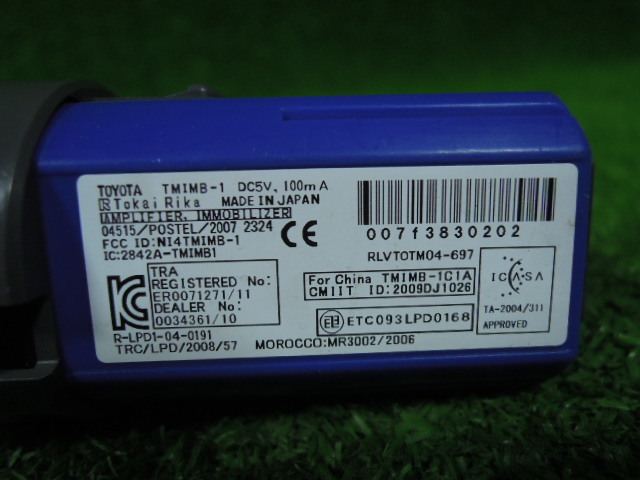 TOYOTA TMIMB-1 DC5V, 100mA
Tokai Rika MADE IN JAPAN
AMPLIFIER, IMMOBILIZER
04515/POSTEL/2007 2324
FCC ID:NI4TMIMB-1
IC:2842A-TMIMB1
CE
007f3830202
RLVTOTM04-697
TRA
REGISTERED No:
ER0071271/11
DEALER No:
0034361/10
R-LPD1-04-0191
TRC/LPD/2008/57
For China TMIMB-1C1A
CMIIT ID:2009DJ1026
ETC093LPD0168
MOROCCO:MR3002/2006
ICASA
TA-2004/311
APPROVED